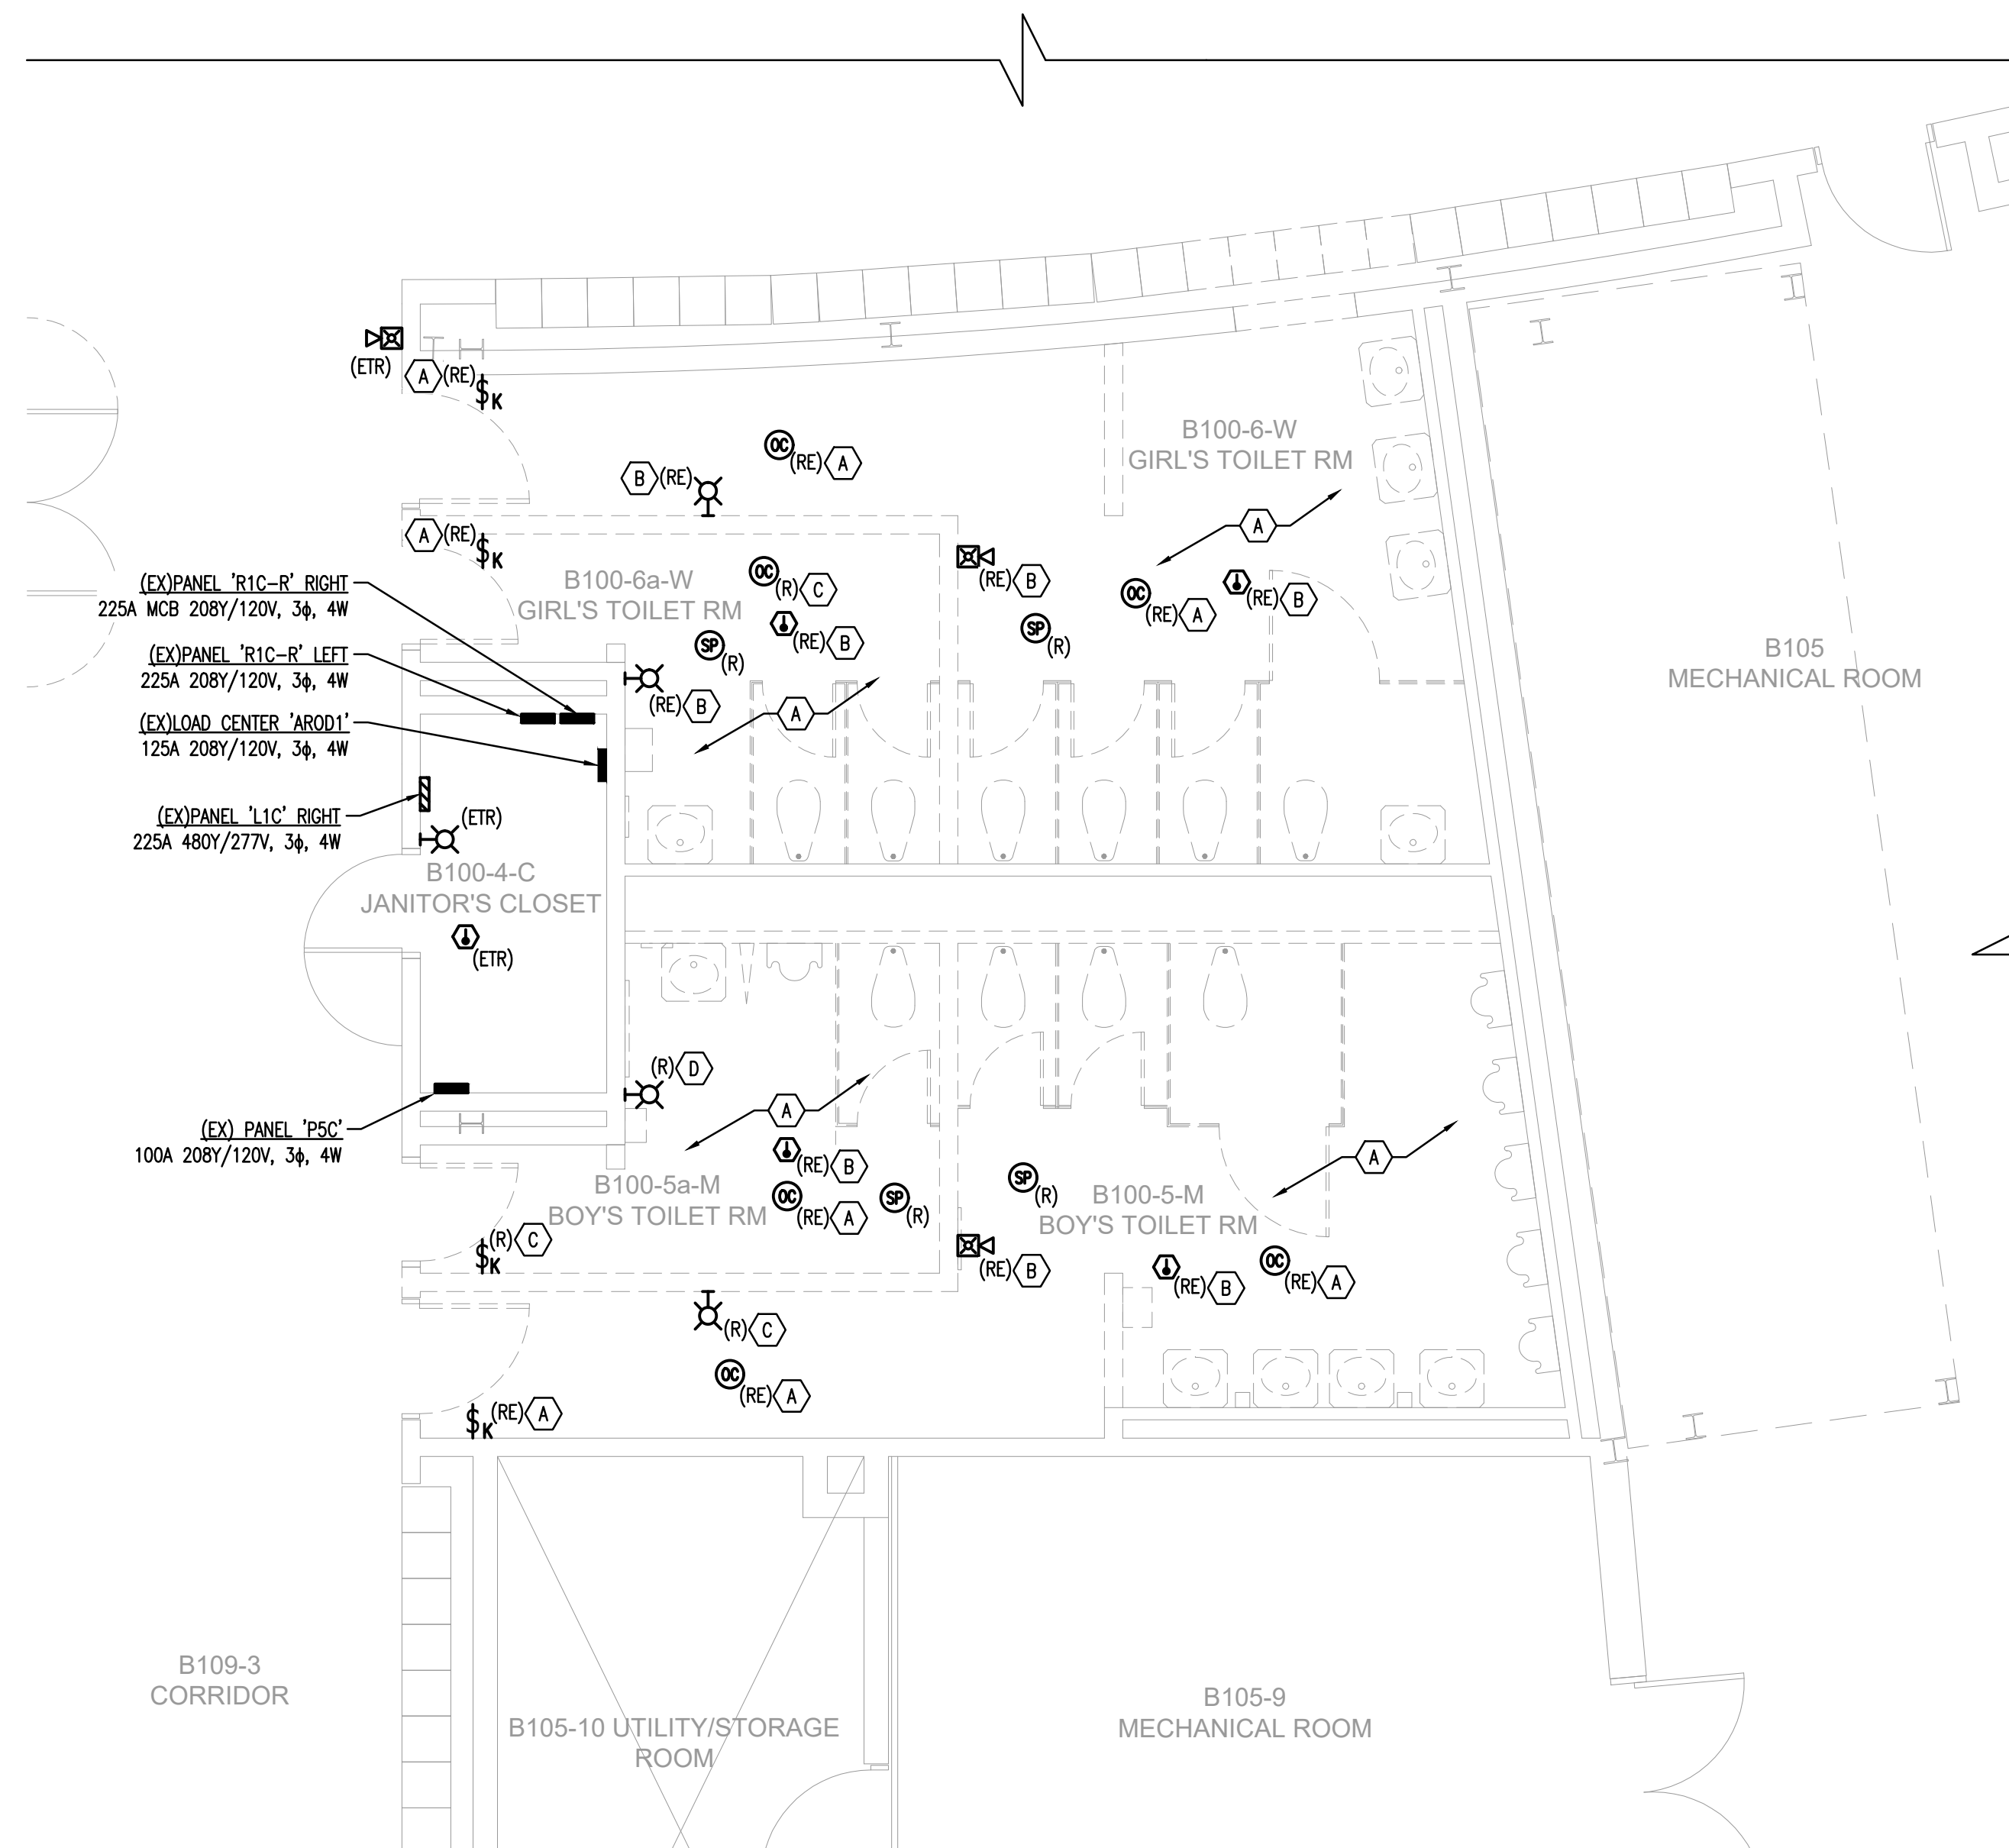 (ETR)
A
(RE)
$K
OC
(RE)
A
B
(RE)
B100-6-W
GIRL'S TOILET RM
A
A
(RE)
$K
(EX)PANEL 'R1C-R' RIGHT
225A MCB 208Y/120V, 3ϕ, 4W
B100-6a-W
GIRL'S TOILET RM
OC
(R)
C
(RE)
B
(RE)
B
OC
(RE)
A
(RE)
B
SP
(R)
SP
(R)
(EX)PANEL 'R1C-R' LEFT
225A 208Y/120V, 3ϕ, 4W
(RE)
B
A
B105
MECHANICAL ROOM
(EX)LOAD CENTER 'AROD1'
125A 208Y/120V, 3ϕ, 4W
(EX)PANEL 'L1C' RIGHT
225A 480Y/277V, 3ϕ, 4W
(ETR)
B100-4-C
JANITOR'S CLOSET
(ETR)
(R)
D
A
(EX) PANEL 'P5C'
100A 208Y/120V, 3ϕ, 4W
(RE)
B
A
B100-5a-M
BOY'S TOILET RM
OC
(RE)
A
SP
(R)
SP
(R)
B100-5-M
BOY'S TOILET RM
(R)
C
$K
(RE)
B
(RE)
B
OC
(RE)
A
(R)
C
OC
(RE)
A
$K
(RE)
A
B109-3
CORRIDOR
B105-10 UTILITY/STORAGE
ROOM
B105-9
MECHANICAL ROOM